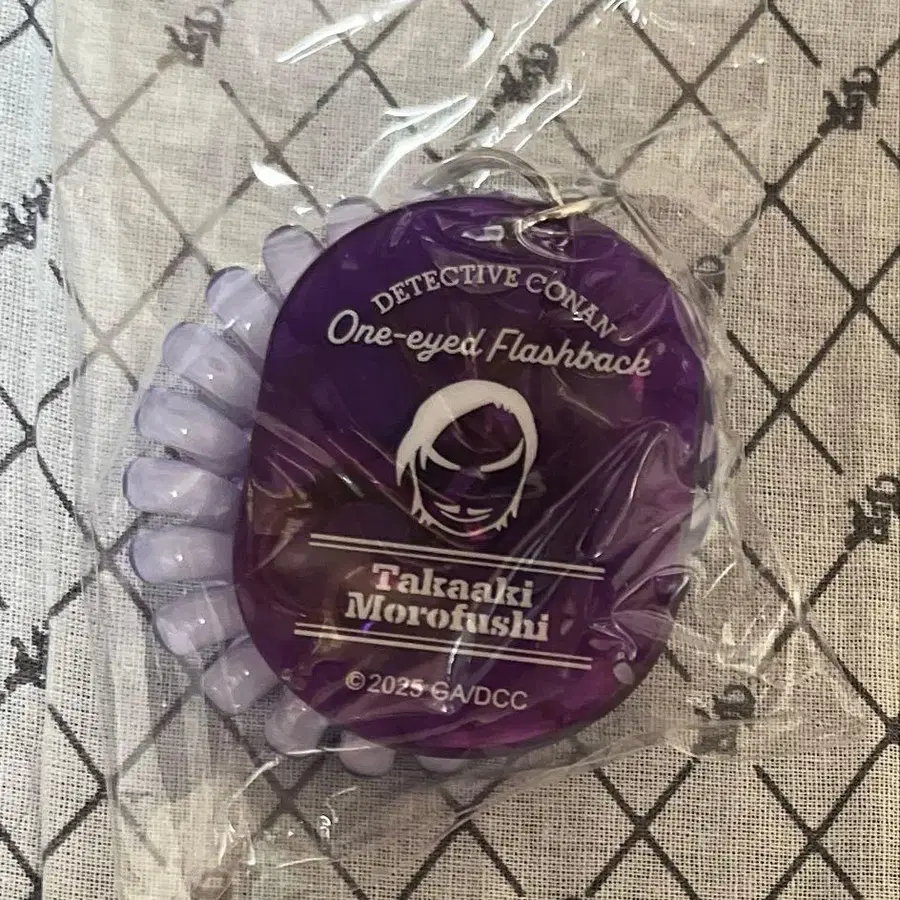 DETECTIVE CONAN
One-eyed Flashback
Takaaki
Morofushi
©2025 GA/DCC